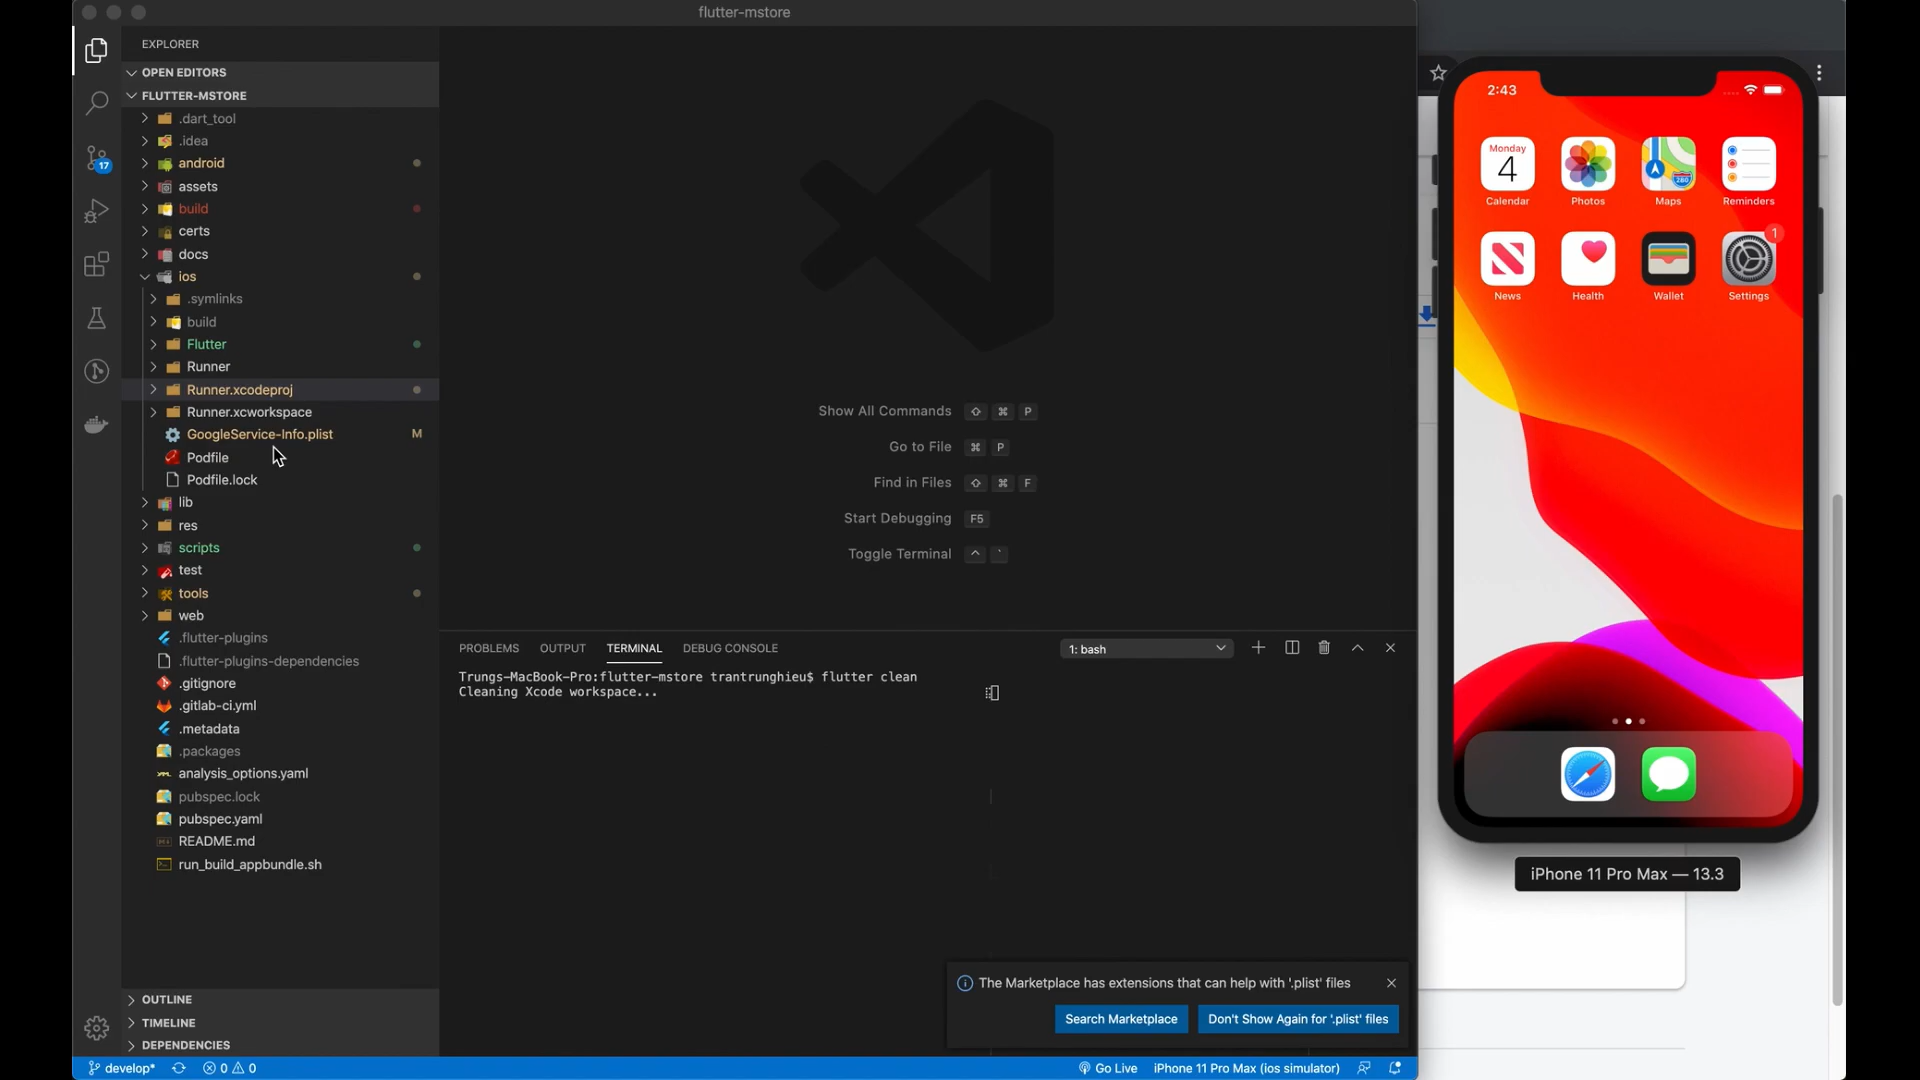 flutter-mstore
EXPLORER
OPEN EDITORS
FLUTTER-MSTORE
.dart_tool
.idea
android
assets
build
certs
docs
ios
.symlinks
build
Flutter
Runner
Runner.xcodeproj
Runner.xcworkspace
GoogleService-Info.plist M
Podfile
Podfile.lock
lib
res
scripts
test
tools
web
.flutter-plugins
.flutter-plugins-dependencies
.gitignore
.gitlab-ci.yml
.metadata
.packages
analysis_options.yaml
pubspec.lock
pubspec.yaml
README.md
run_build_appbundle.sh
OUTLINE
TIMELINE
DEPENDENCIES
17
Show All Commands ⇧ ⌘ P
Go to File ⌘ P
Find in Files ⇧ ⌘ F
Start Debugging F5
Toggle Terminal ^ `
PROBLEMS OUTPUT TERMINAL DEBUG CONSOLE 1: bash
Trungs-MacBook-Pro:flutter-mstore trantrunghieu$ flutter clean
Cleaning Xcode workspace...
The Marketplace has extensions that can help with '.plist' files
Search Marketplace Don't Show Again for '.plist' files
develop* 0 0 Go Live iPhone 11 Pro Max (ios simulator)
2:43
Monday
4
280
Calendar Photos Maps Reminders
1
News Health Wallet Settings
iPhone 11 Pro Max — 13.3